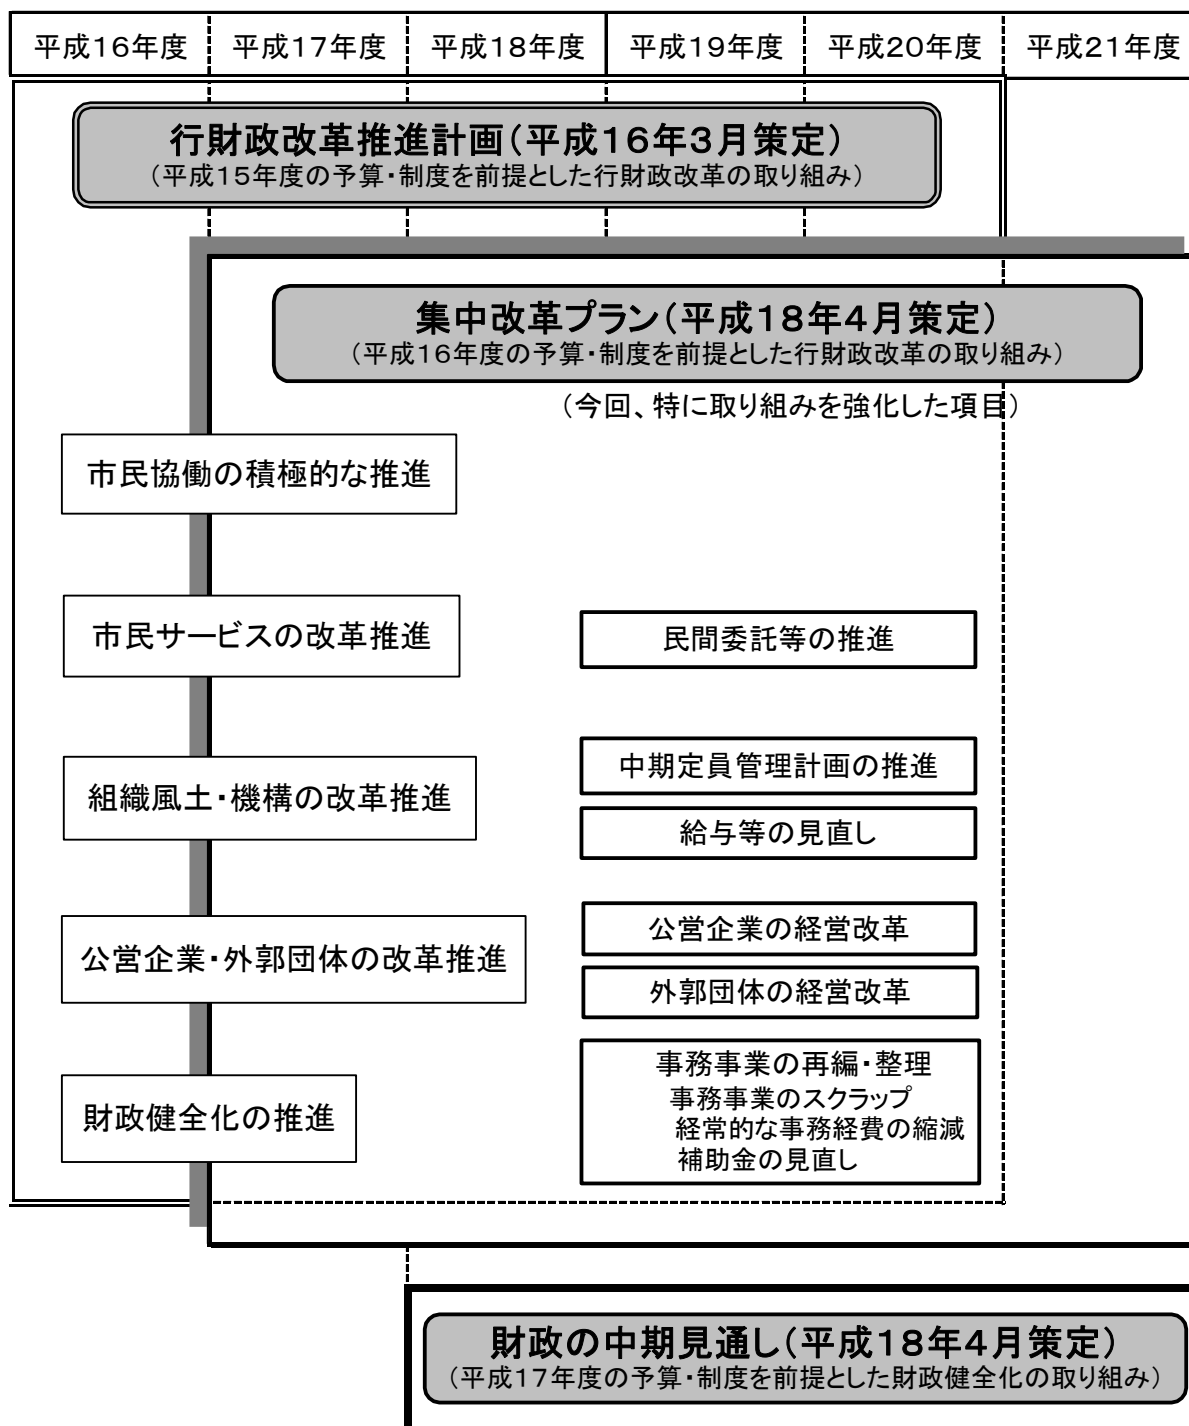 平成16年度 平成17年度 平成18年度 平成19年度 平成20年度 平成21年度
行財政改革推進計画(平成16年3月策定)
(平成15年度の予算・制度を前提とした行財政改革の取り組み)
集中改革プラン(平成18年4月策定)
(平成16年度の予算・制度を前提とした行財政改革の取り組み)
(今回、特に取り組みを強化した項目)
市民協働の積極的な推進
市民サービスの改革推進
民間委託等の推進
組織風土・機構の改革推進
中期定員管理計画の推進
給与等の見直し
公営企業・外郭団体の改革推進
公営企業の経営改革
外郭団体の経営改革
財政健全化の推進
事務事業の再編・整理
事務事業のスクラップ
経常的な事務経費の縮減
補助金の見直し
財政の中期見通し(平成18年4月策定)
(平成17年度の予算・制度を前提とした財政健全化の取り組み)